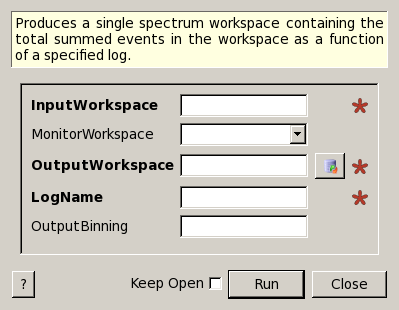 Produces a single spectrum workspace containing the
total summed events in the workspace as a function
of a specified log.
InputWorkspace
MonitorWorkspace
OutputWorkspace
LogName
OutputBinning
? Keep Open Run Close